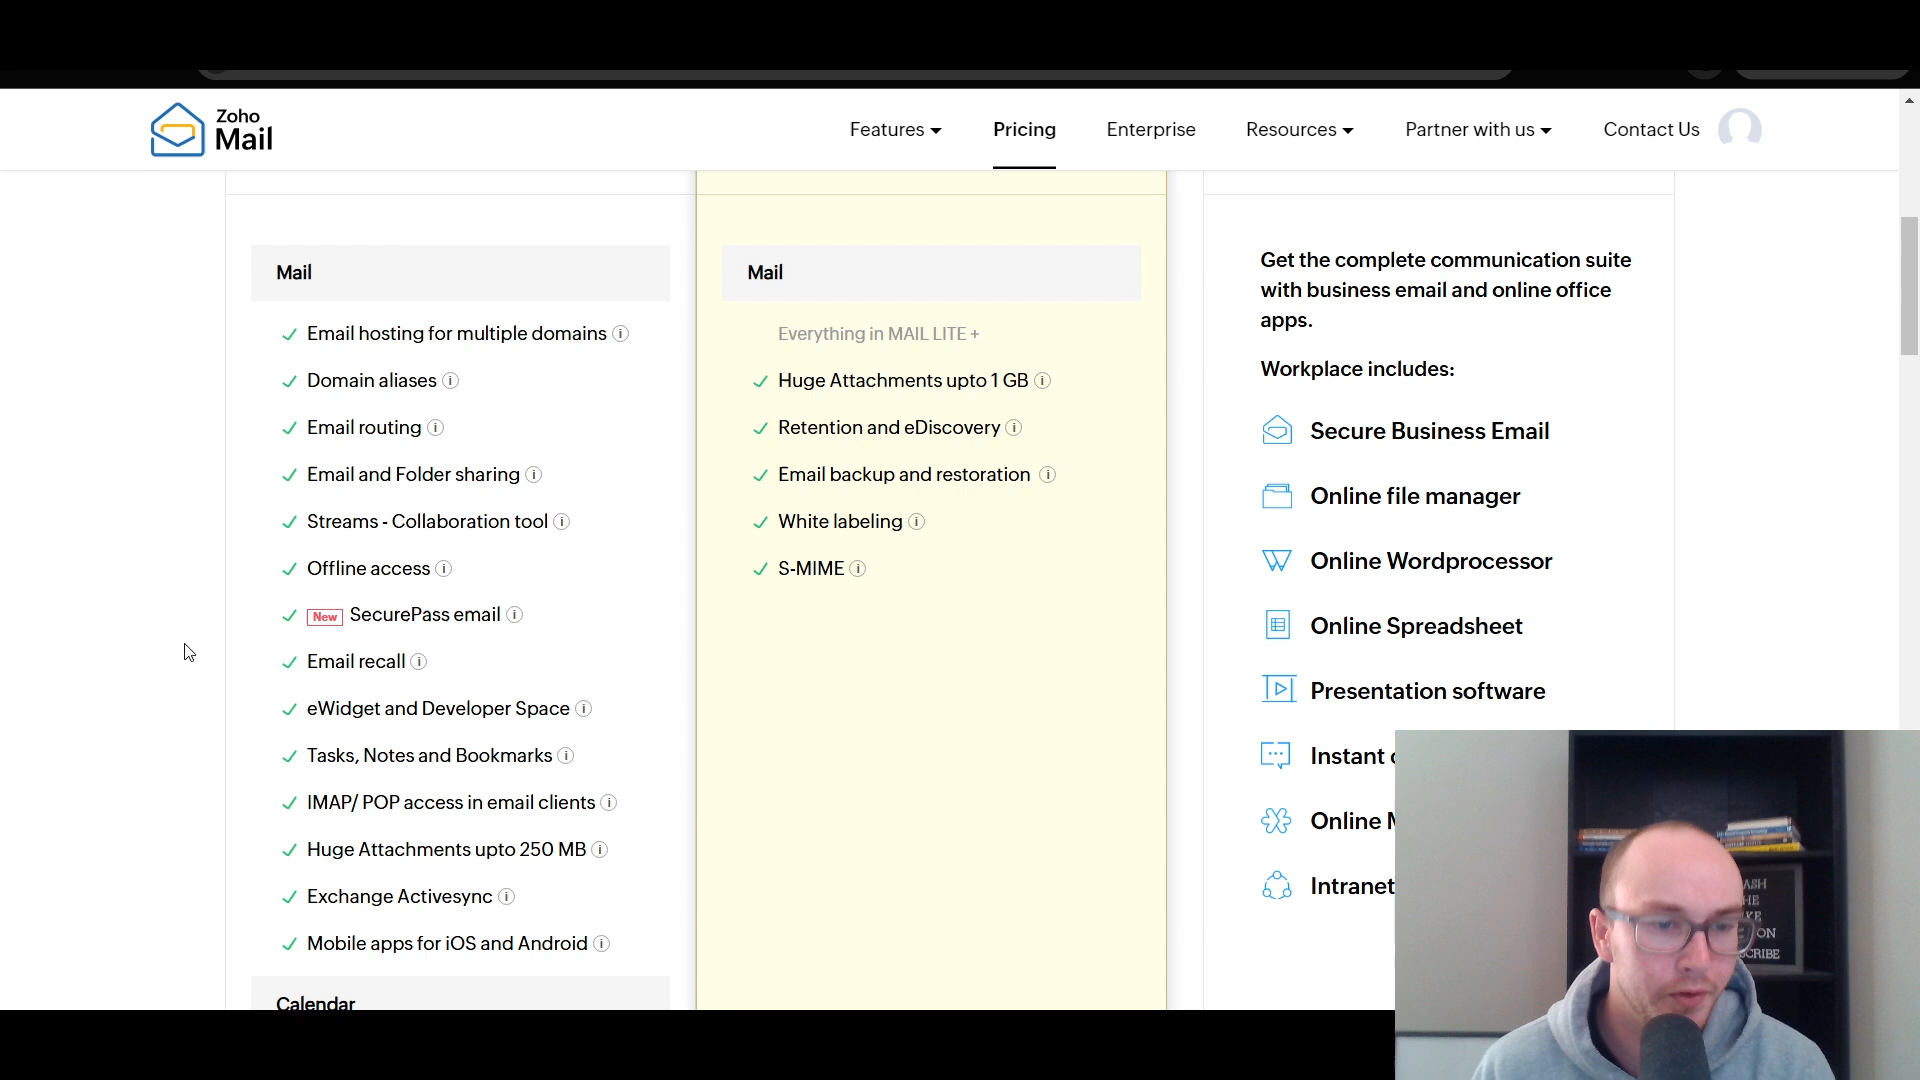 Zoho
Mail
Features
Pricing
Enterprise
Resources
Partner with us
Contact Us
Mail
Email hosting for multiple domains
Domain aliases
Email routing
Email and Folder sharing
Streams - Collaboration tool
Offline access
New SecurePass email
Email recall
eWidget and Developer Space
Tasks, Notes and Bookmarks
IMAP/ POP access in email clients
Huge Attachments upto 250 MB
Exchange Activesync
Mobile apps for iOS and Android
Calendar
Mail
Everything in MAIL LITE +
Huge Attachments upto 1 GB
Retention and eDiscovery
Email backup and restoration
White labeling
S-MIME
Get the complete communication suite
with business email and online office
apps.
Workplace includes:
Secure Business Email
Online file manager
Online Wordprocessor
Online Spreadsheet
Presentation software
Instant
Online
Intranet
ASH
HE
KE
ON
CRIBE